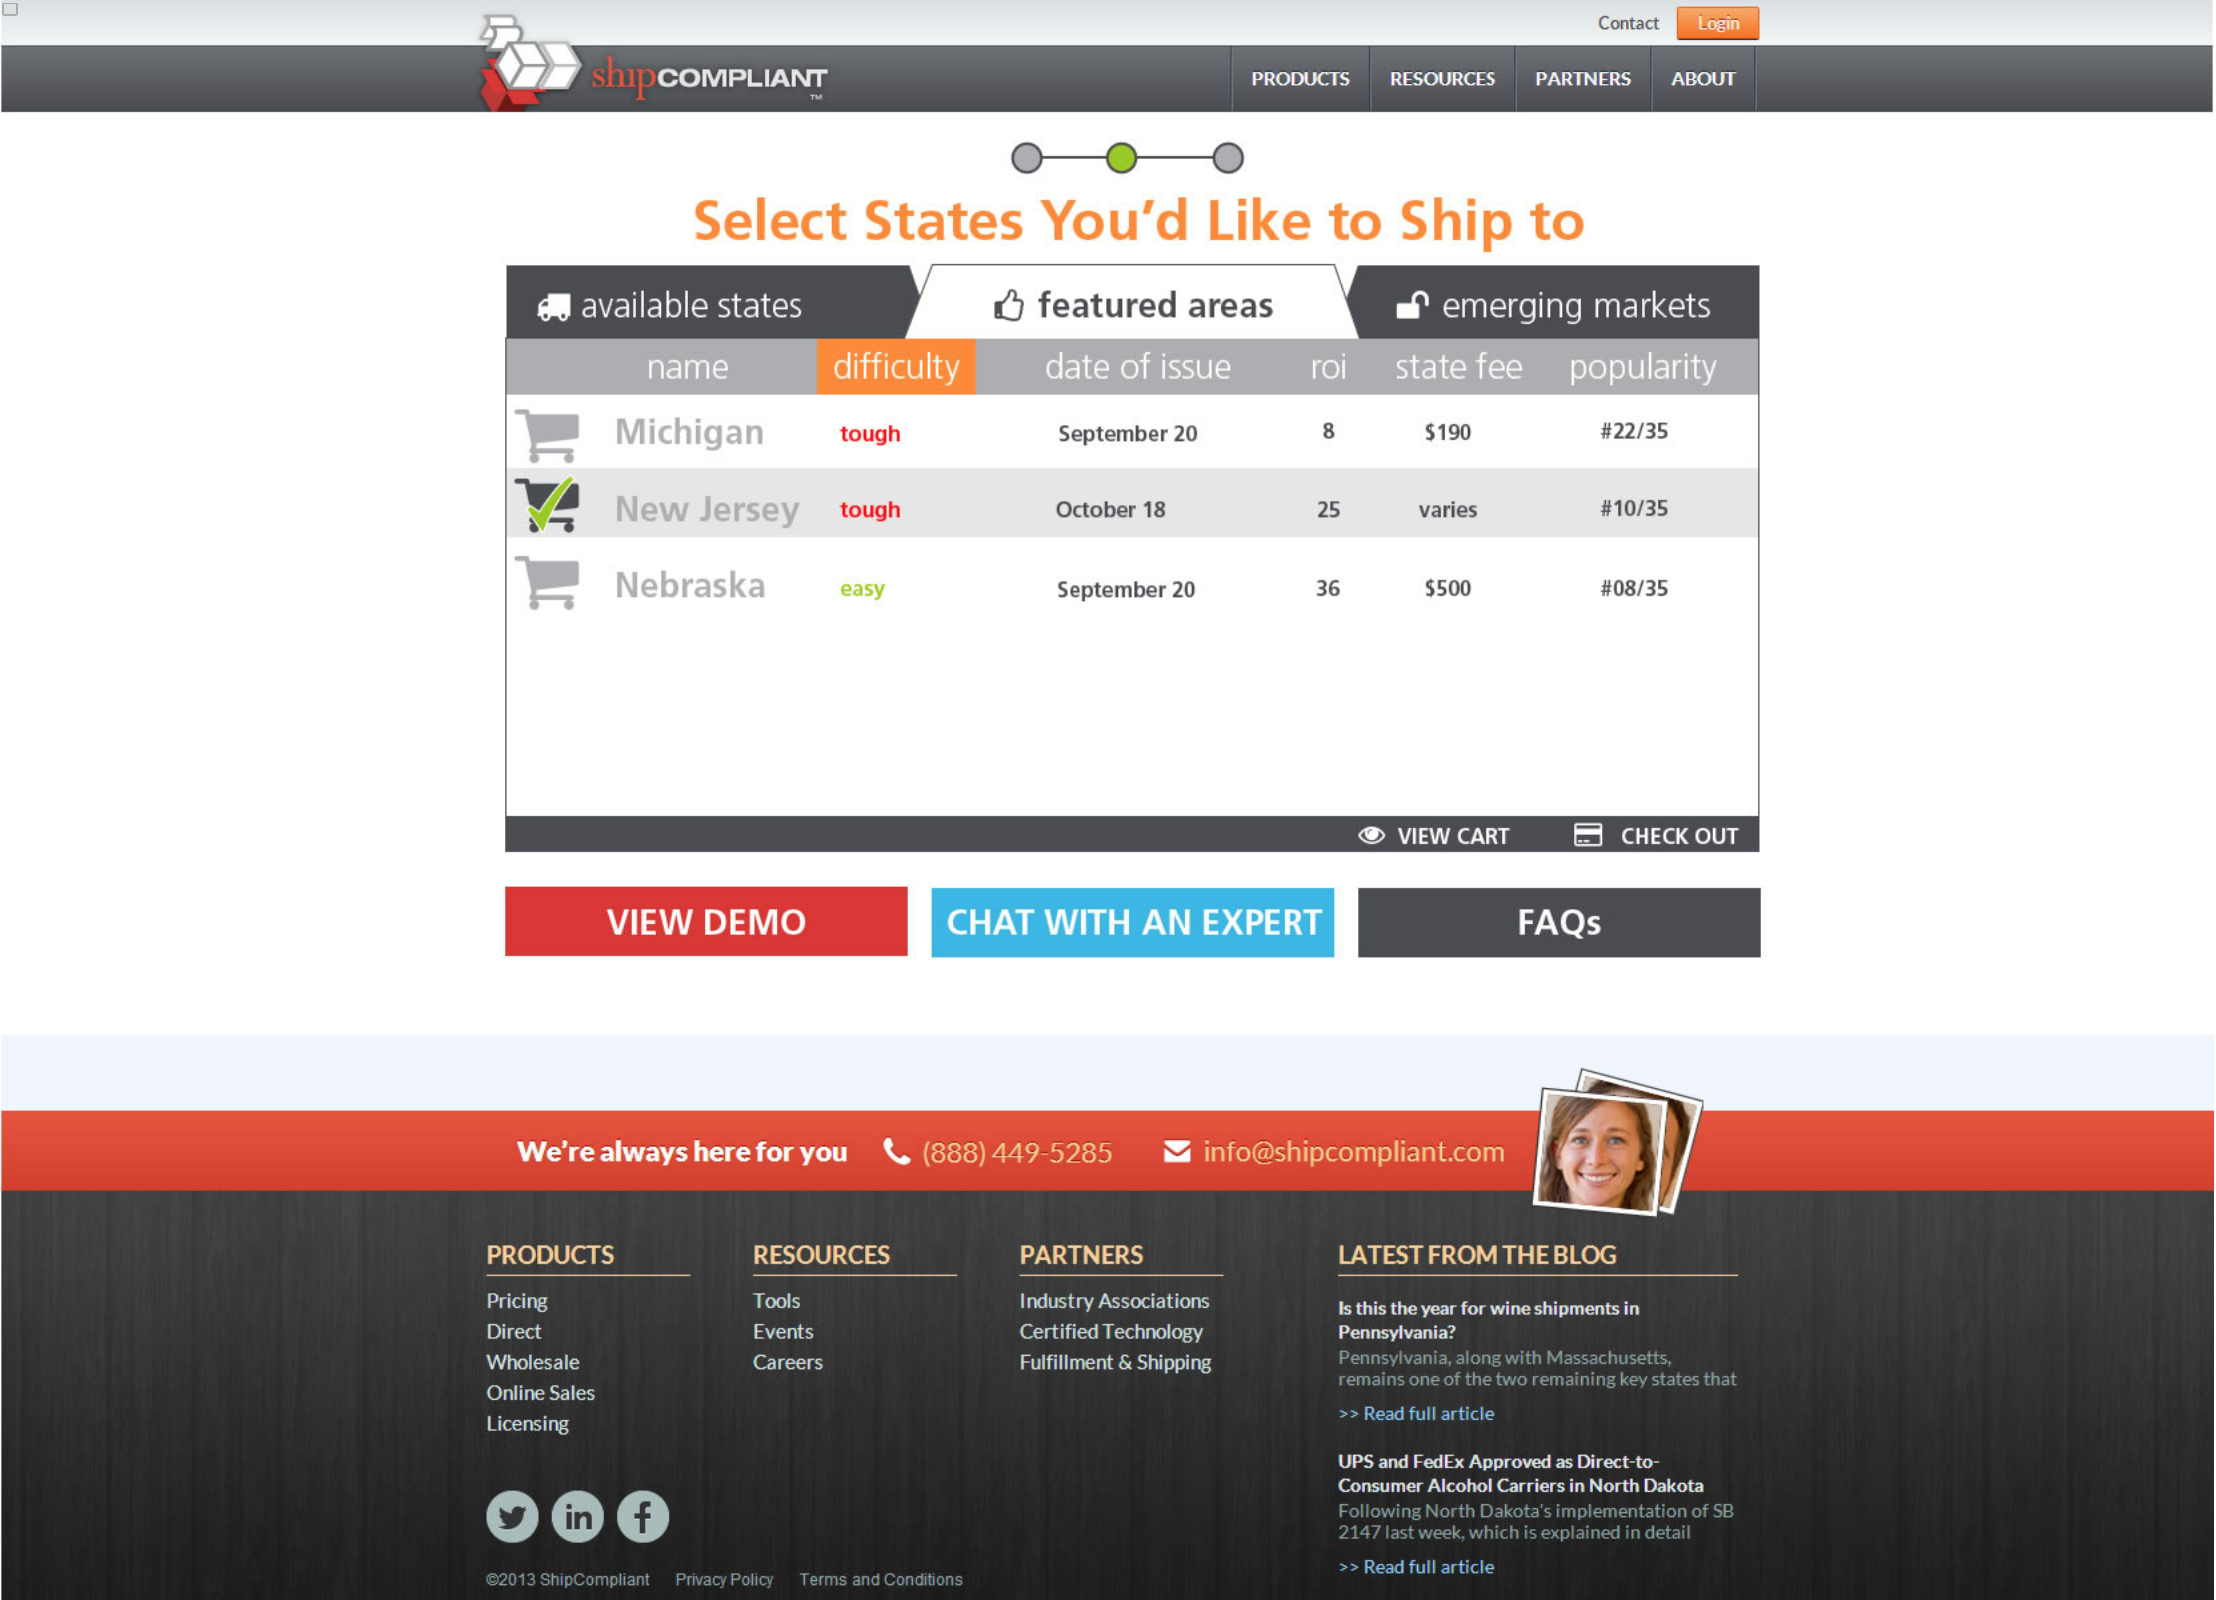 Contact Login
shipCOMPLIANT™
PRODUCTS RESOURCES PARTNERS ABOUT
Select States You'd Like to Ship to
available states featured areas emerging markets
name difficulty date of issue roi state fee popularity
Michigan tough September 20 8 $190 #22/35
New Jersey tough October 18 25 varies #10/35
Nebraska easy September 20 36 $500 #08/35
VIEW CART CHECK OUT
VIEW DEMO CHAT WITH AN EXPERT FAQs
We're always here for you (888) 449-5285 info@shipcompliant.com
PRODUCTS
Pricing
Direct
Wholesale
Online Sales
Licensing
RESOURCES
Tools
Events
Careers
PARTNERS
Industry Associations
Certified Technology
Fulfillment & Shipping
LATEST FROM THE BLOG
Is this the year for wine shipments in
Pennsylvania?
Pennsylvania, along with Massachusetts,
remains one of the two remaining key states that
>> Read full article
UPS and FedEx Approved as Direct-to-
Consumer Alcohol Carriers in North Dakota
Following North Dakota's implementation of SB
2147 last week, which is explained in detail
>> Read full article
in f
©2013 ShipCompliant Privacy Policy Terms and Conditions